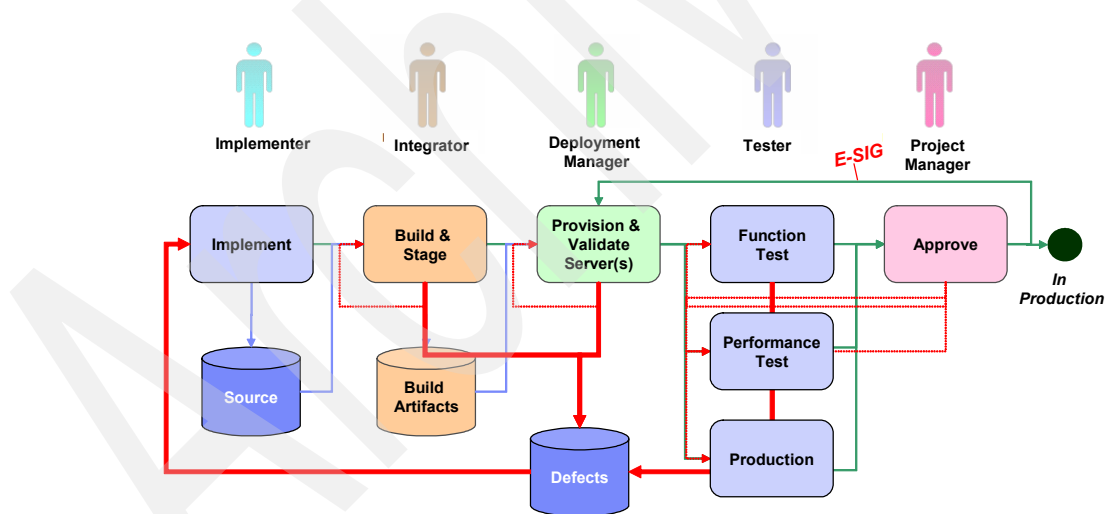 Implementer
Integrator
Deployment
Manager
Tester
Project
Manager
E-SIG
Implement
Build &
Stage
Provision &
Validate
Server(s)
Function
Test
Approve
In
Production
Performance
Test
Source
Build
Artifacts
Production
Defects